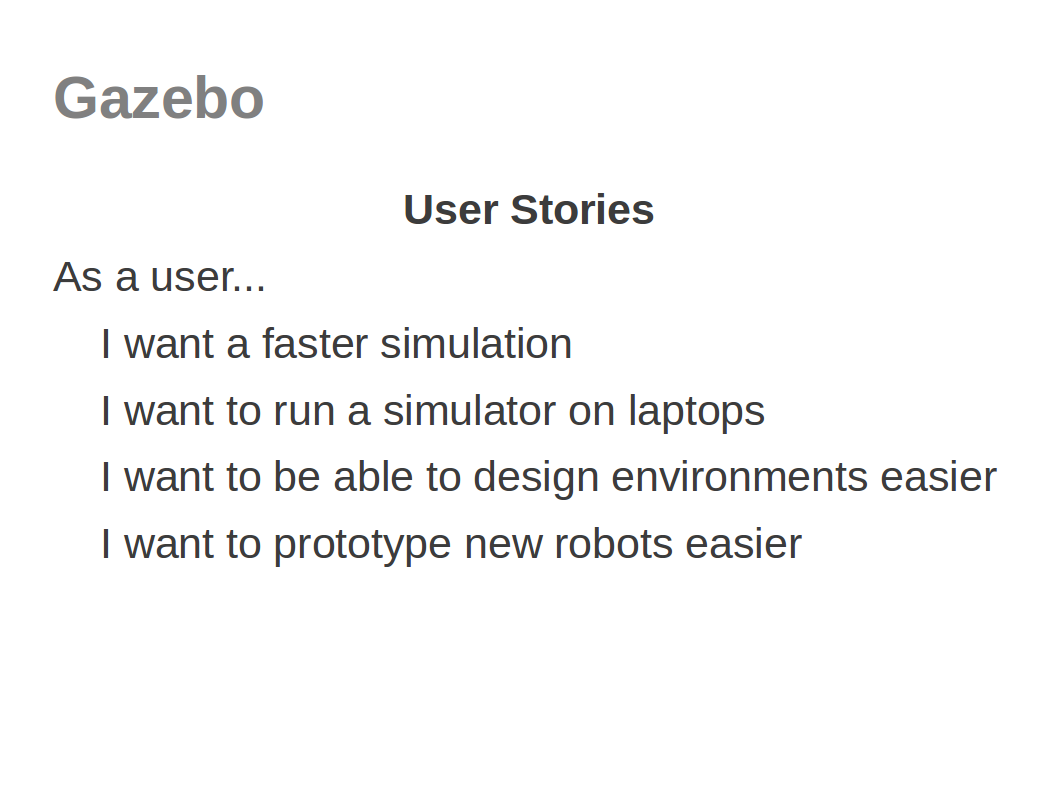 Gazebo
User Stories
As a user...
I want a faster simulation
I want to run a simulator on laptops
I want to be able to design environments easier
I want to prototype new robots easier